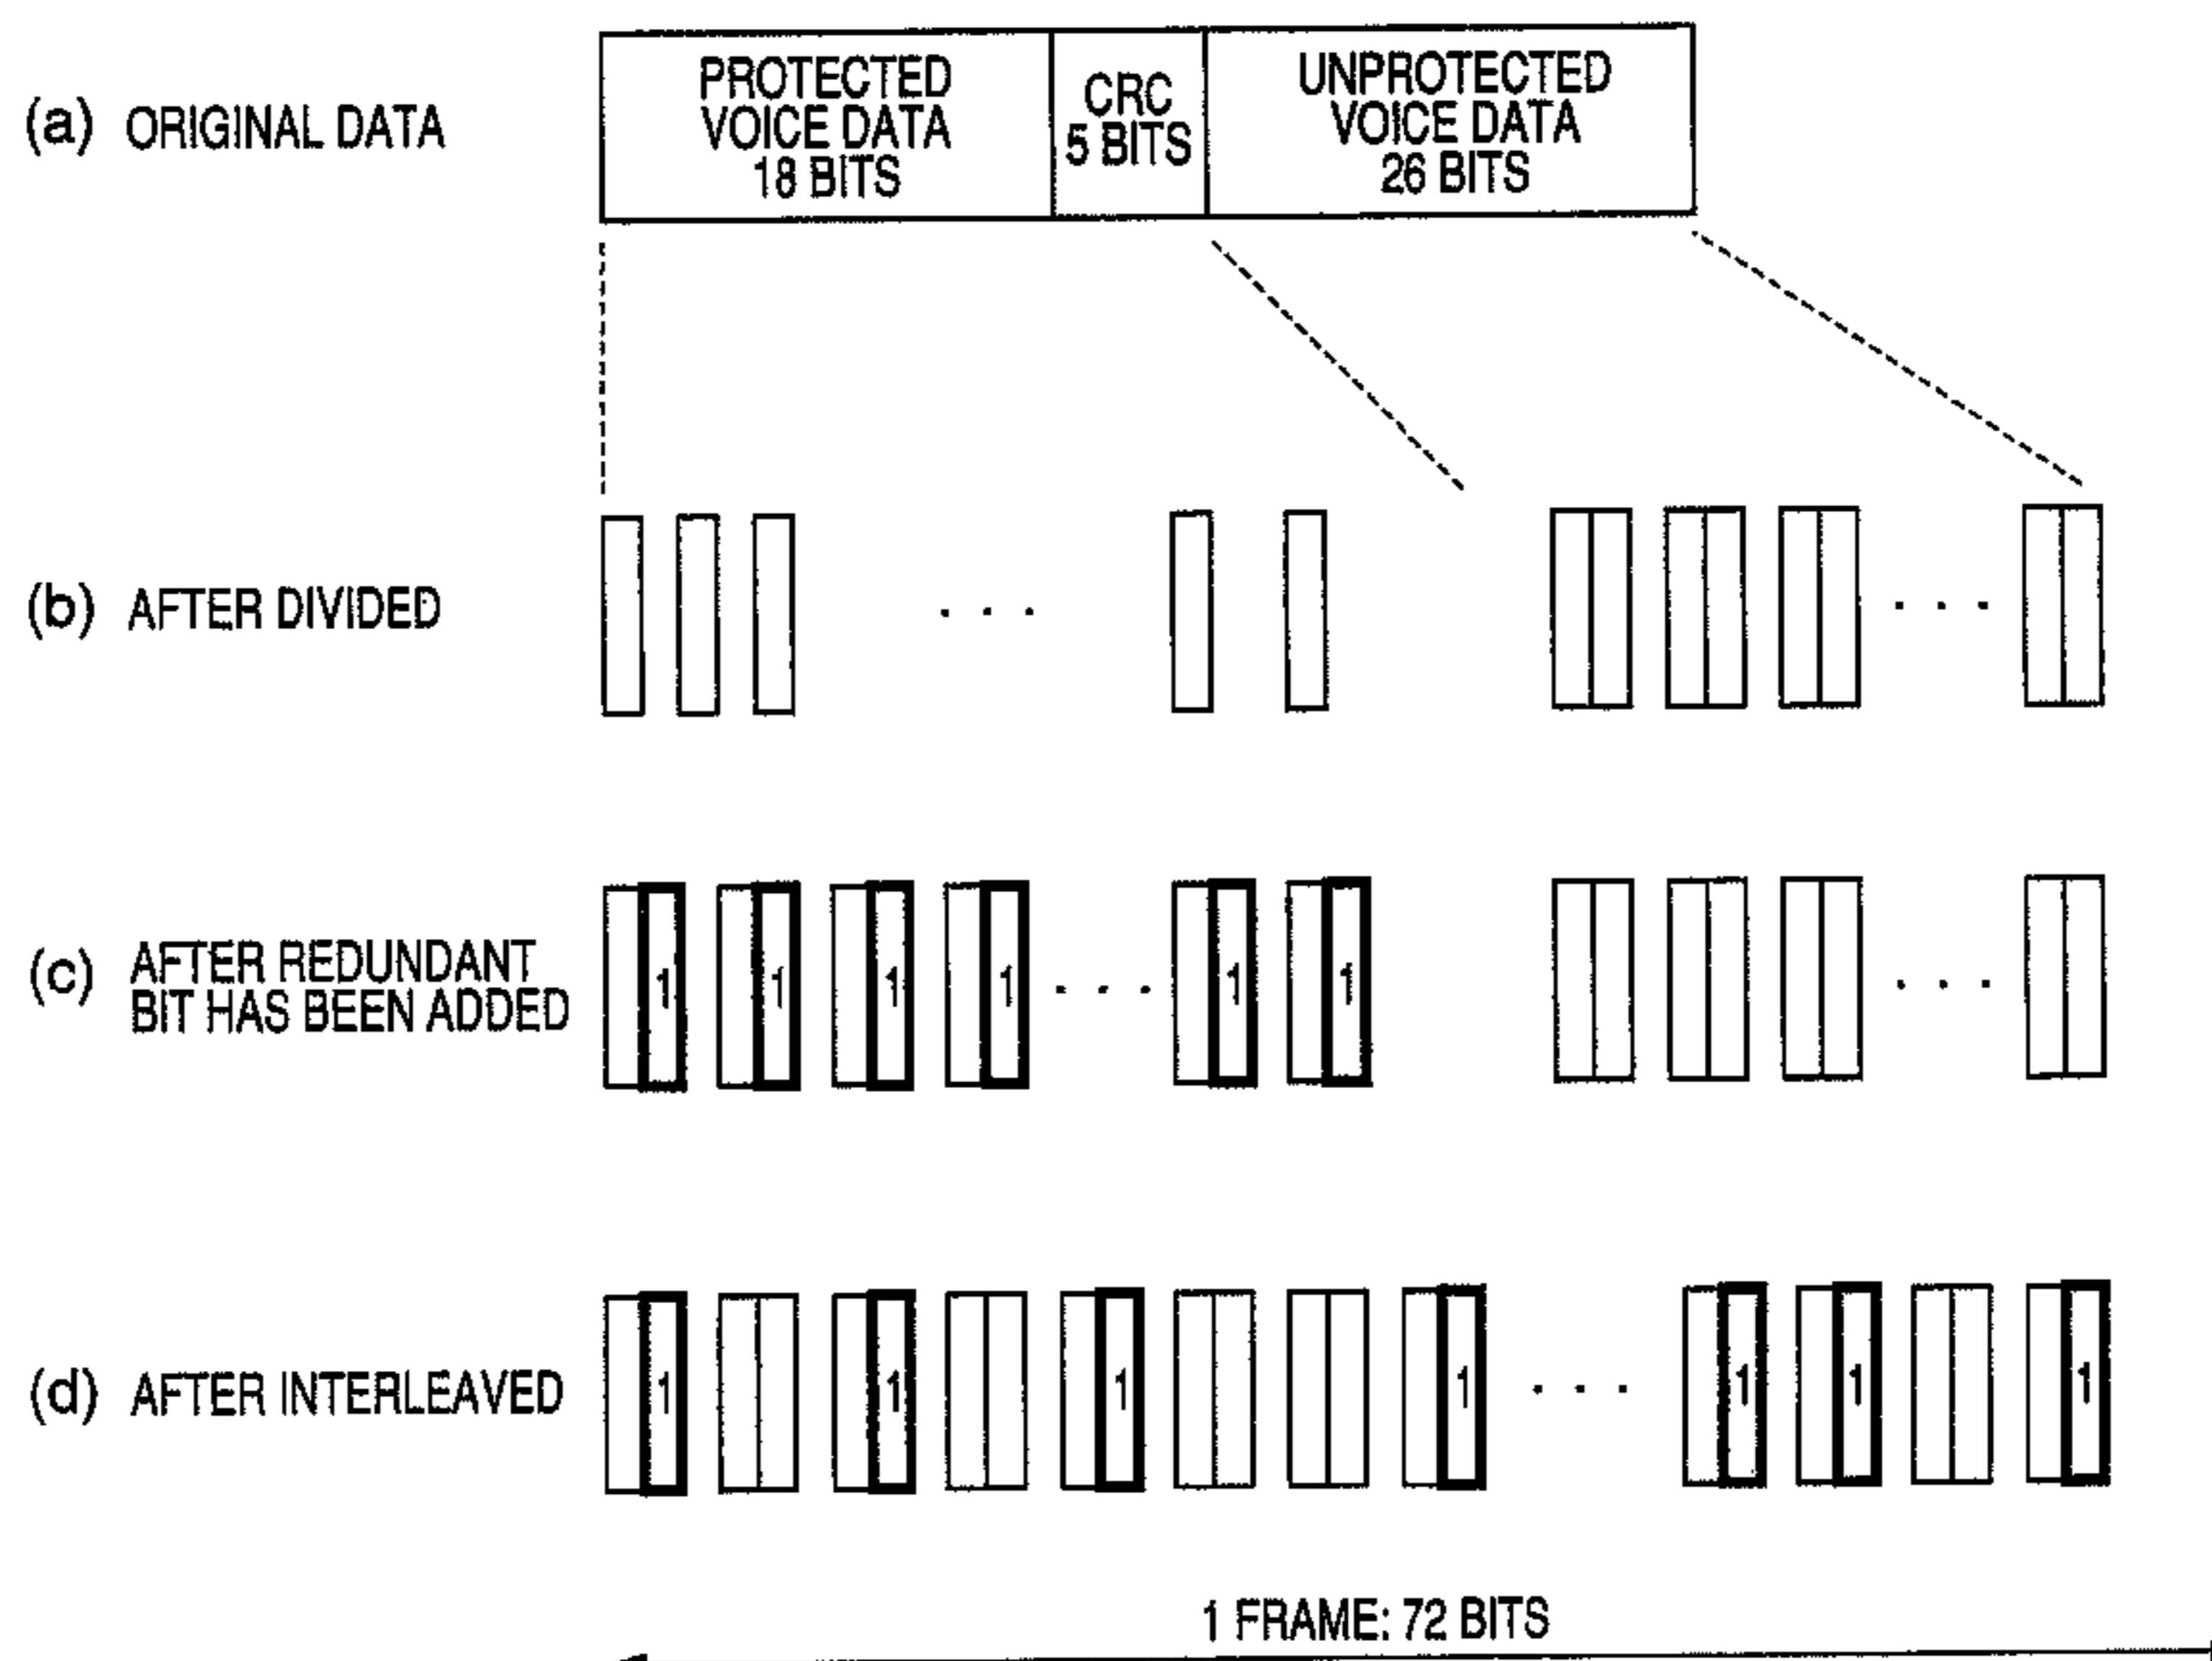 (a) ORIGINAL DATA
PROTECTED
VOICE DATA
18 BITS
CRC
5 BITS
UNPROTECTED
VOICE DATA
26 BITS
(b) AFTER DIVIDED
. . .
. . .
(c) AFTER REDUNDANT
BIT HAS BEEN ADDED
1 1 1 1 . . . 1 1 . . .
(d) AFTER INTERLEAVED
1 1 1 1 . . . 1 1 1
1 FRAME: 72 BITS